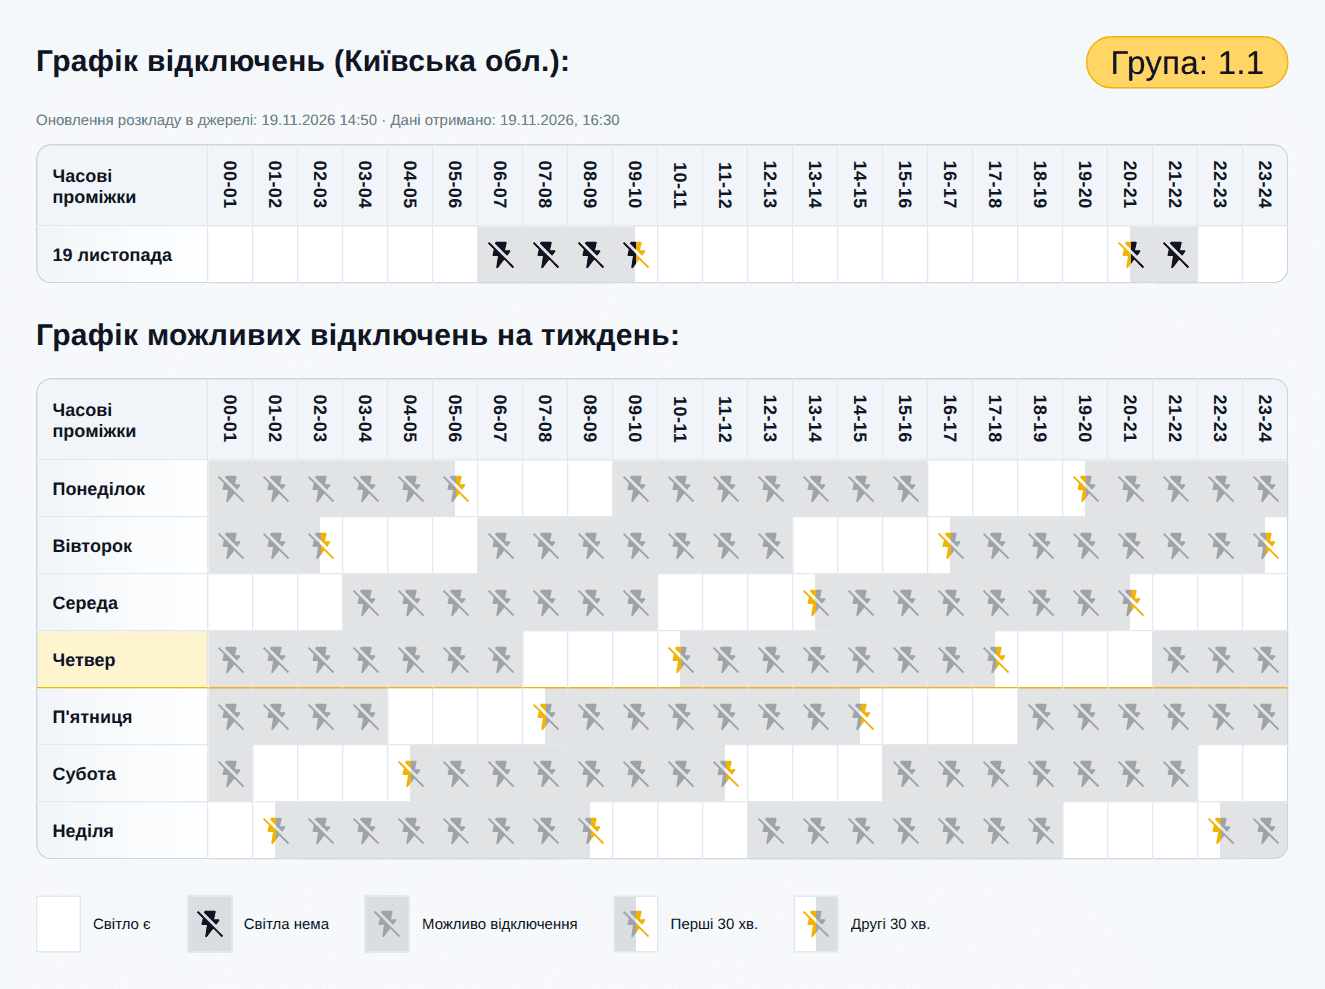 Графік відключень (Київська обл.):
Група: 1.1
Оновлення розкладу в джерелі: 19.11.2026 14:50 · Дані отримано: 19.11.2026, 16:30
Часові проміжки 00-01 01-02 02-03 03-04 04-05 05-06 06-07 07-08 08-09 09-10 10-11 11-12 12-13 13-14 14-15 15-16 16-17 17-18 18-19 19-20 20-21 21-22 22-23 23-24
19 листопада
Графік можливих відключень на тиждень:
Часові проміжки 00-01 01-02 02-03 03-04 04-05 05-06 06-07 07-08 08-09 09-10 10-11 11-12 12-13 13-14 14-15 15-16 16-17 17-18 18-19 19-20 20-21 21-22 22-23 23-24
Понеділок
Вівторок
Середа
Четвер
П'ятниця
Субота
Неділя
Світло є Світла нема Можливо відключення Перші 30 хв. Другі 30 хв.